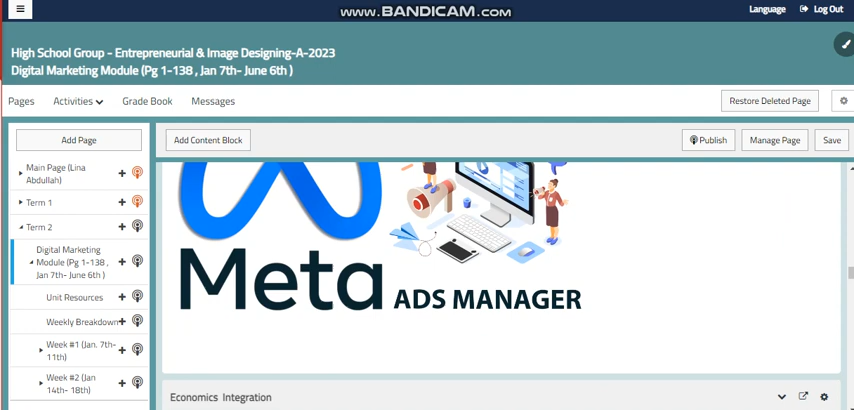 www.BANDICAM.com
Language Log Out
High School Group - Entrepreneurial & Image Designing-A-2023
Digital Marketing Module (Pg 1-138 , Jan 7th- June 6th )
Pages Activities Grade Book Messages Restore Deleted Page
Add Page
Add Content Block Publish Manage Page Save
Main Page (Lina
Abdullah)
Term 1
Term 2
Digital Marketing
Module (Pg 1-138 ,
Jan 7th- June 6th )
Unit Resources
Weekly Breakdown
Week #1 (Jan. 7th-
11th)
Week #2 (Jan
14th- 18th)
Meta ADS MANAGER
Economics Integration